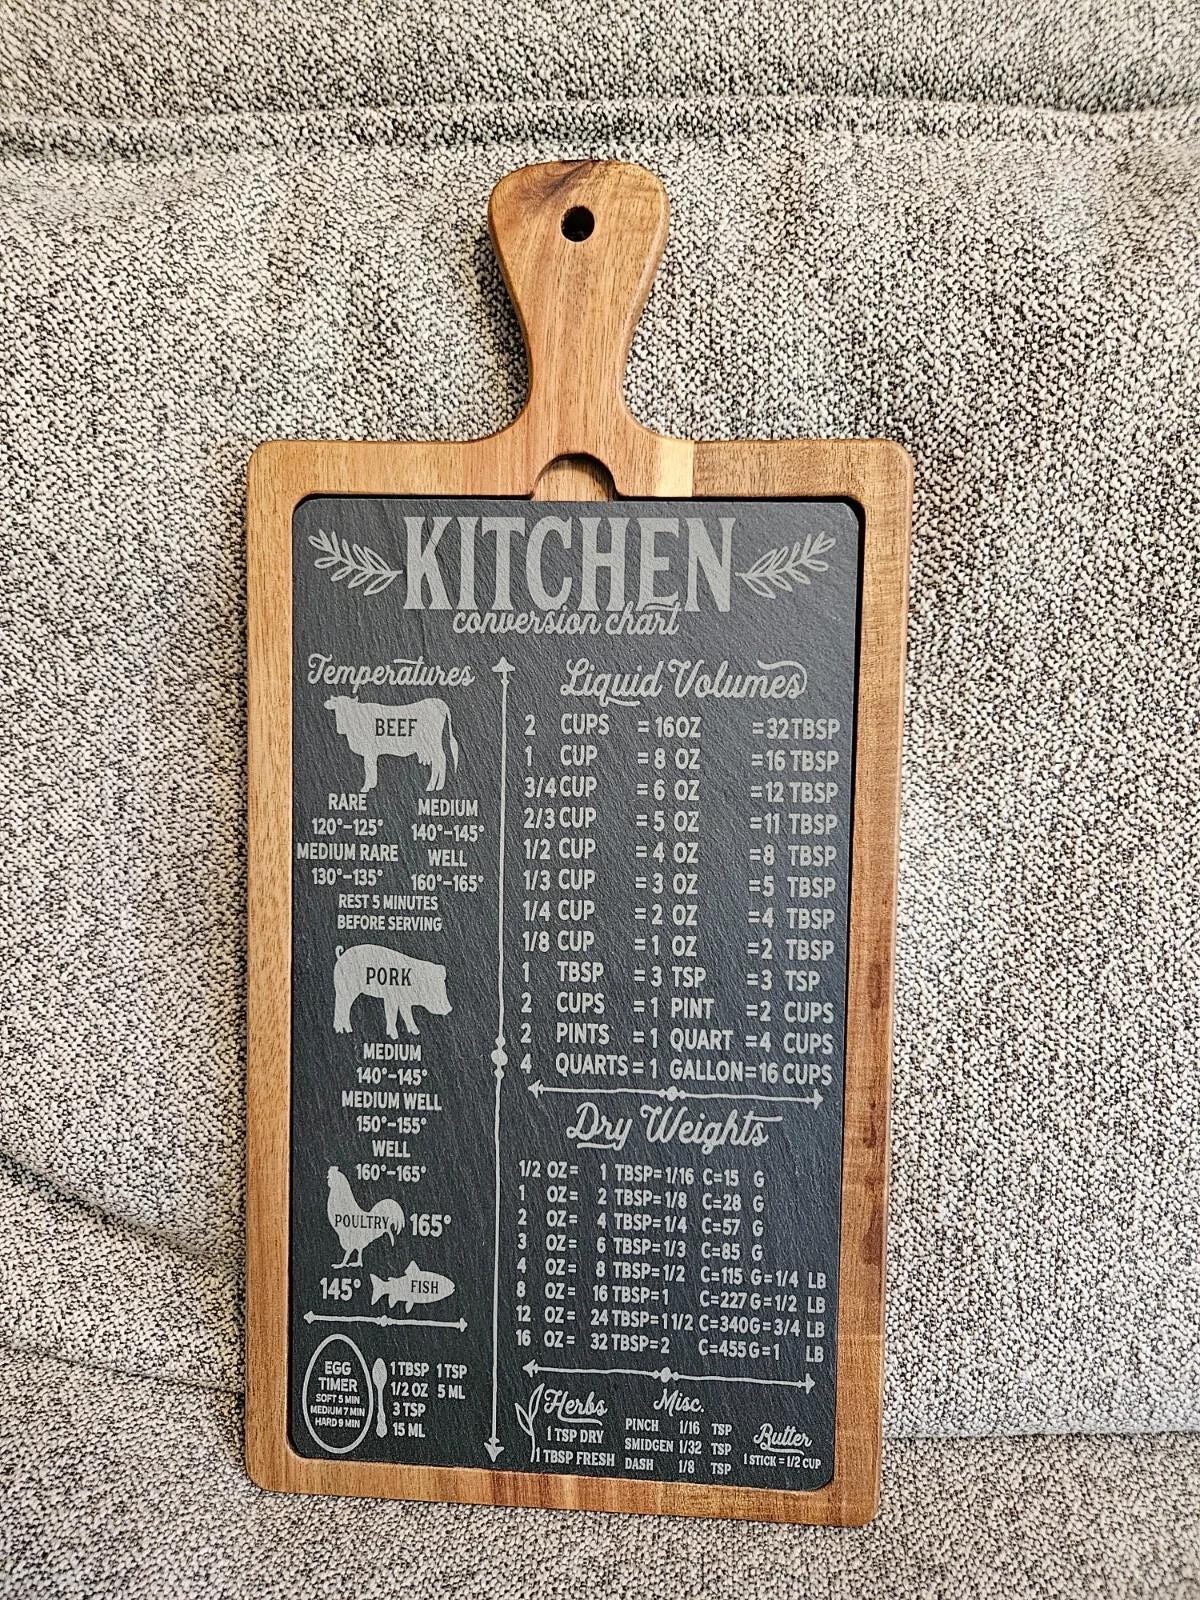 KITCHEN
conversion chart
Temperatures
BEEF
RARE MEDIUM
120°-125° 140°-145°
MEDIUM RARE WELL
130°-135° 160°-165°
REST 5 MINUTES
BEFORE SERVING
PORK
MEDIUM
140°-145°
MEDIUM WELL
150°-155°
WELL
160°-165°
POULTRY 165°
145° FISH
EGG
TIMER
SOFT 5 MIN
MEDIUM 7 MIN
HARD 9 MIN
1 TBSP 1 TSP
1/2 OZ 5 ML
3 TSP
15 ML
Liquid Volumes
2 CUPS = 16 OZ = 32 TBSP
1 CUP = 8 OZ = 16 TBSP
3/4 CUP = 6 OZ = 12 TBSP
2/3 CUP = 5 OZ = 11 TBSP
1/2 CUP = 4 OZ = 8 TBSP
1/3 CUP = 3 OZ = 5 TBSP
1/4 CUP = 2 OZ = 4 TBSP
1/8 CUP = 1 OZ = 2 TBSP
1 TBSP = 3 TSP = 3 TSP
2 CUPS = 1 PINT = 2 CUPS
2 PINTS = 1 QUART = 4 CUPS
4 QUARTS = 1 GALLON = 16 CUPS
Dry Weights
1/2 OZ = 1 TBSP = 1/16 C = 15 G
1 OZ = 2 TBSP = 1/8 C = 28 G
2 OZ = 4 TBSP = 1/4 C = 57 G
3 OZ = 6 TBSP = 1/3 C = 85 G
4 OZ = 8 TBSP = 1/2 C = 115 G = 1/4 LB
8 OZ = 16 TBSP = 1 C = 227 G = 1/2 LB
12 OZ = 24 TBSP = 1 1/2 C = 340 G = 3/4 LB
16 OZ = 32 TBSP = 2 C = 455 G = 1 LB
Herbs
1 TSP DRY
1 TBSP FRESH
Misc.
PINCH 1/16 TSP
SMIDGEN 1/32 TSP
DASH 1/8 TSP
Butter
1 STICK = 1/2 CUP